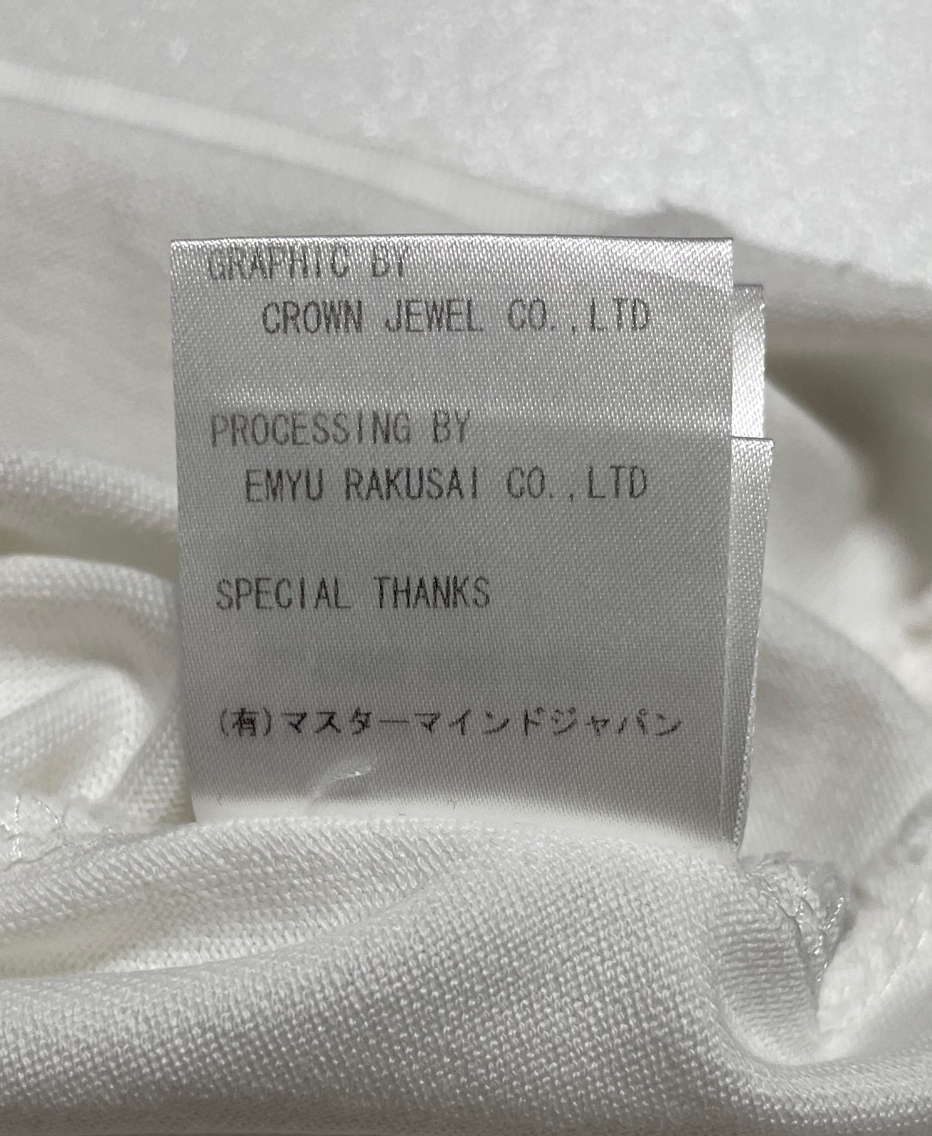 GRAPHIC BY
CROWN JEWEL CO.,LTD
PROCESSING BY
EMYU RAKUSAI CO.,LTD
SPECIAL THANKS
(有)マスターマインドジャパン